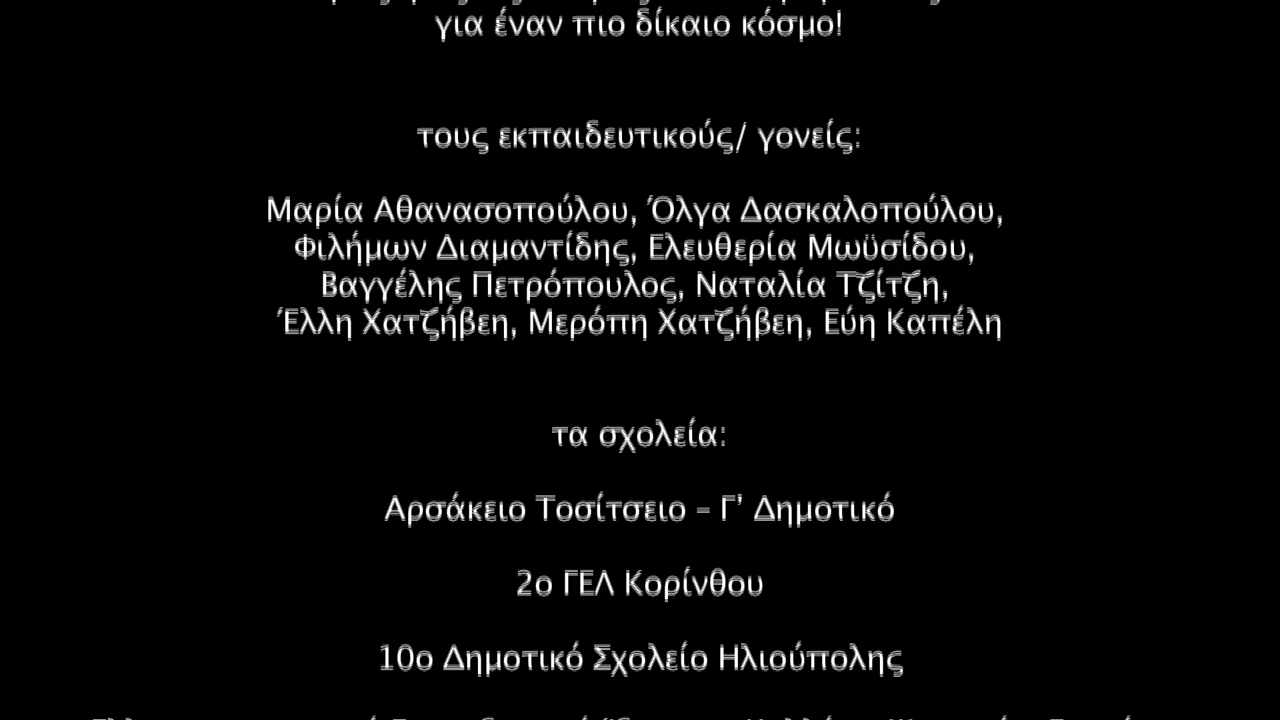 για έναν πιο δίκαιο κόσμο!
τους εκπαιδευτικούς/ γονείς:
Μαρία Αθανασοπούλου, Όλγα Δασκαλοπούλου,
Φιλήμων Διαμαντίδης, Ελευθερία Μωϋσίδου,
Βαγγέλης Πετρόπουλος, Ναταλία Τζίτζη,
Έλλη Χατζήβεη, Μερόπη Χατζήβεη, Εύη Καπέλη
τα σχολεία:
Αρσάκειο Τοσίτσειο – Γ’ Δημοτικό
2ο ΓΕΛ Κορίνθου
10ο Δημοτικό Σχολείο Ηλιούπολης